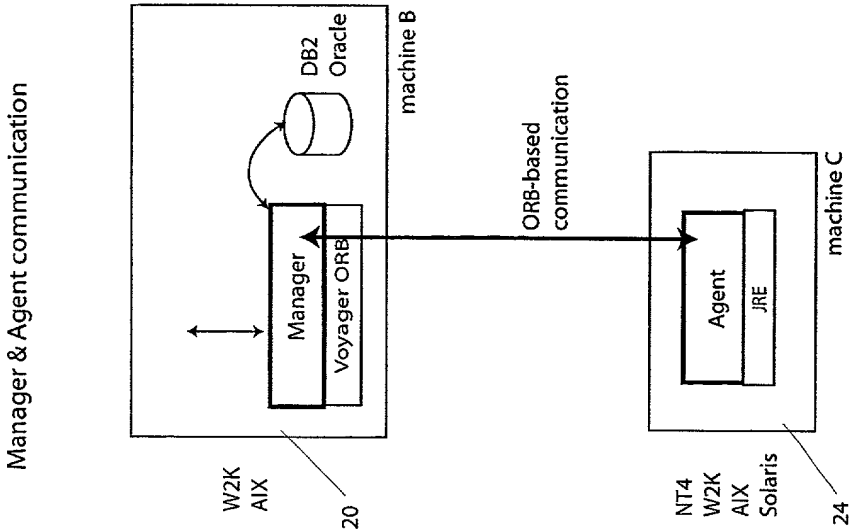 Manager & Agent communication
W2K
AIX
20
Manager
Voyager ORB
DB2
Oracle
machine B
ORB-based
communication
NT4
W2K
AIX
Solaris
24
Agent
JRE
machine C